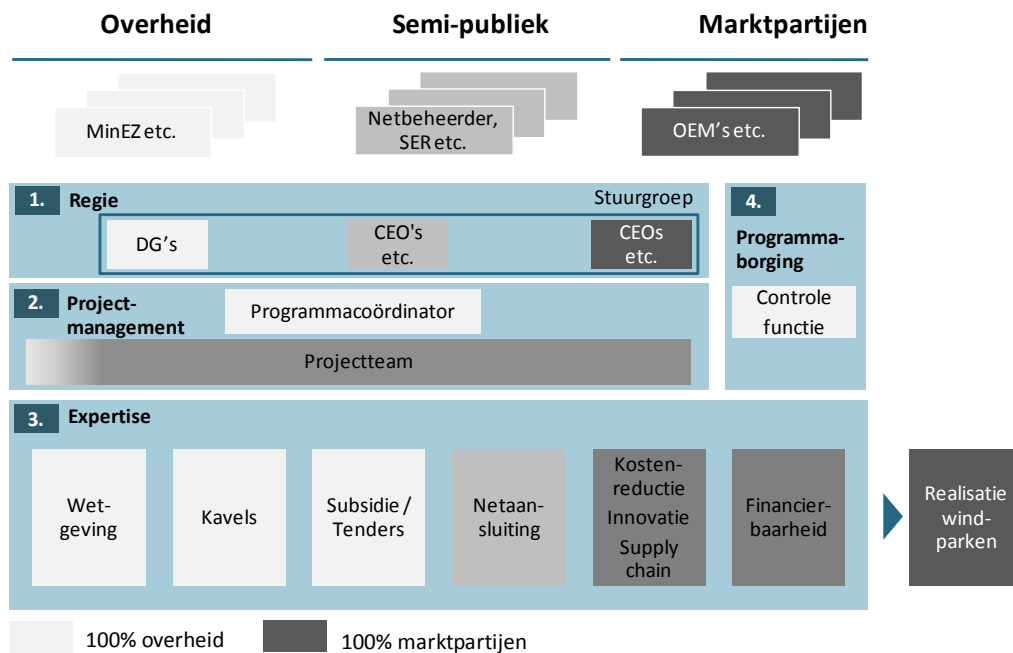 Overheid
Semi-publiek
Marktpartijen
MinEZ etc.
Netbeheerder,
SER etc.
OEM's etc.
1. Regie
Stuurgroep
DG's
CEO's
etc.
CEOs
etc.
4.
Programma-
borging
Controle
functie
2. Project-
management
Programmacoördinator
Projectteam
3. Expertise
Wet-
geving
Kavels
Subsidie /
Tenders
Netaan-
sluiting
Kosten-
reductie
Innovatie
Supply
chain
Financier-
baarheid
Realisatie
wind-
parken
100% overheid
100% marktpartijen